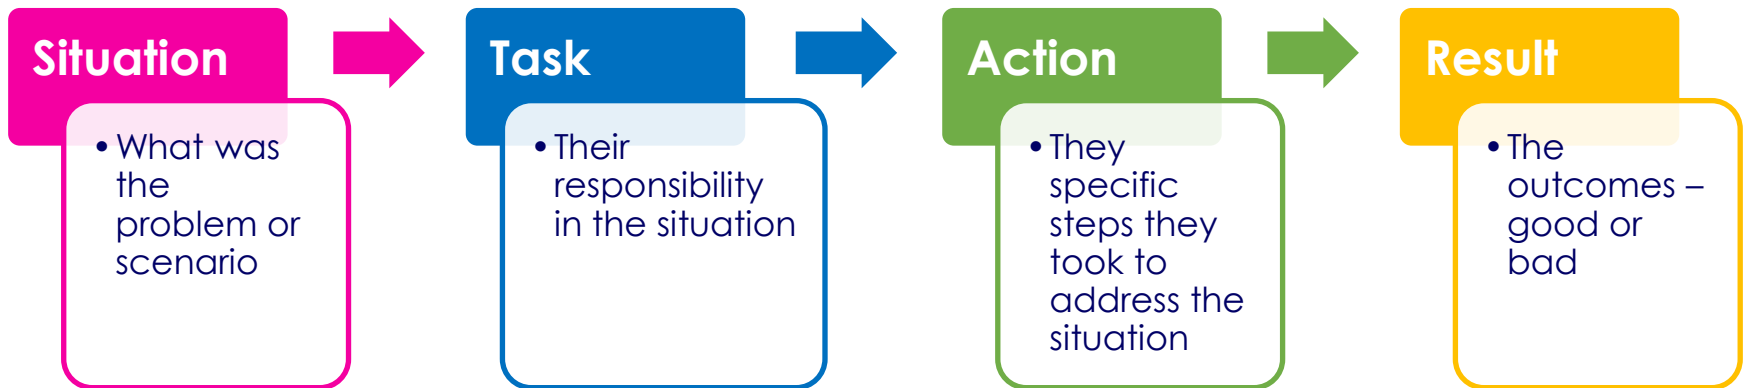 Situation
• What was
the
problem or
scenario
Task
• Their
responsibility
in the situation
Action
• They
specific
steps they
took to
address the
situation
Result
• The
outcomes –
good or
bad